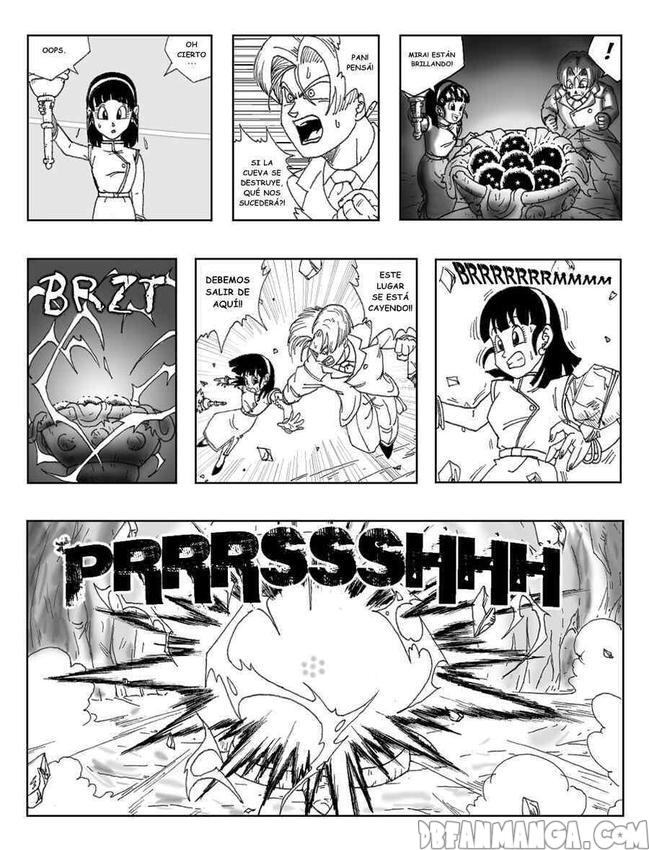 OOPS.
OH
CIERTO
...
PAN!
PENSÁ!
SI LA
CUEVA SE
DESTRUYE,
QUÉ NOS
SUCEDERÁ?!
MIRA! ESTÁN
BRILLANDO!
!
BRZT
DEBEMOS
SALIR DE
AQUÍ!!
ESTE
LUGAR
SE ESTÁ
CAYENDO!!
BRRRRRRRMMMM
PRRRSSSHHH
DBFANMANGA.COM